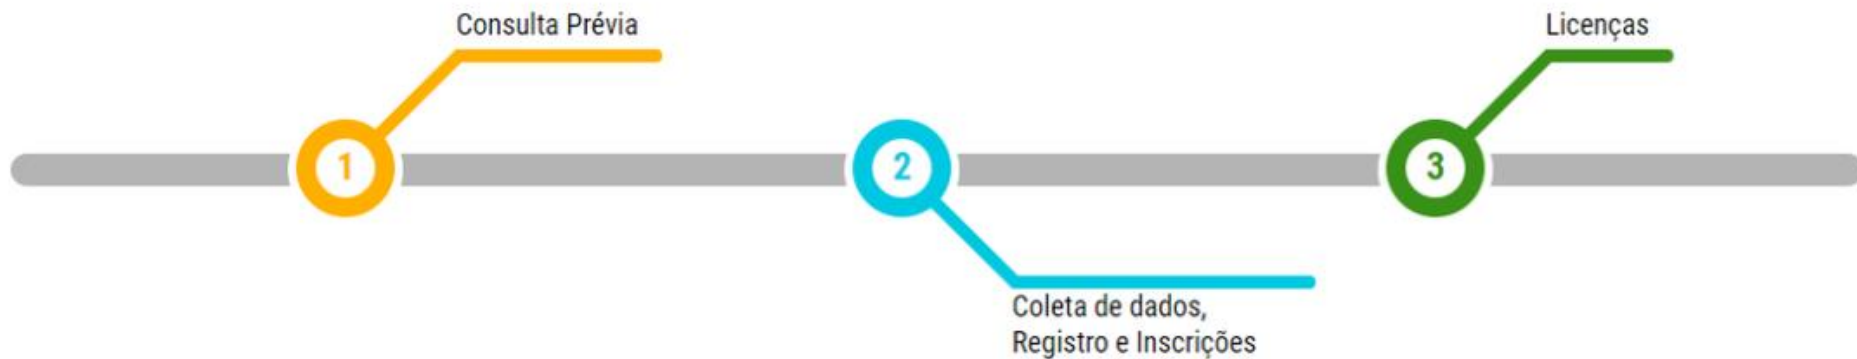 Consulta Prévia
Licenças
1
2
3
Coleta de dados,
Registro e Inscrições